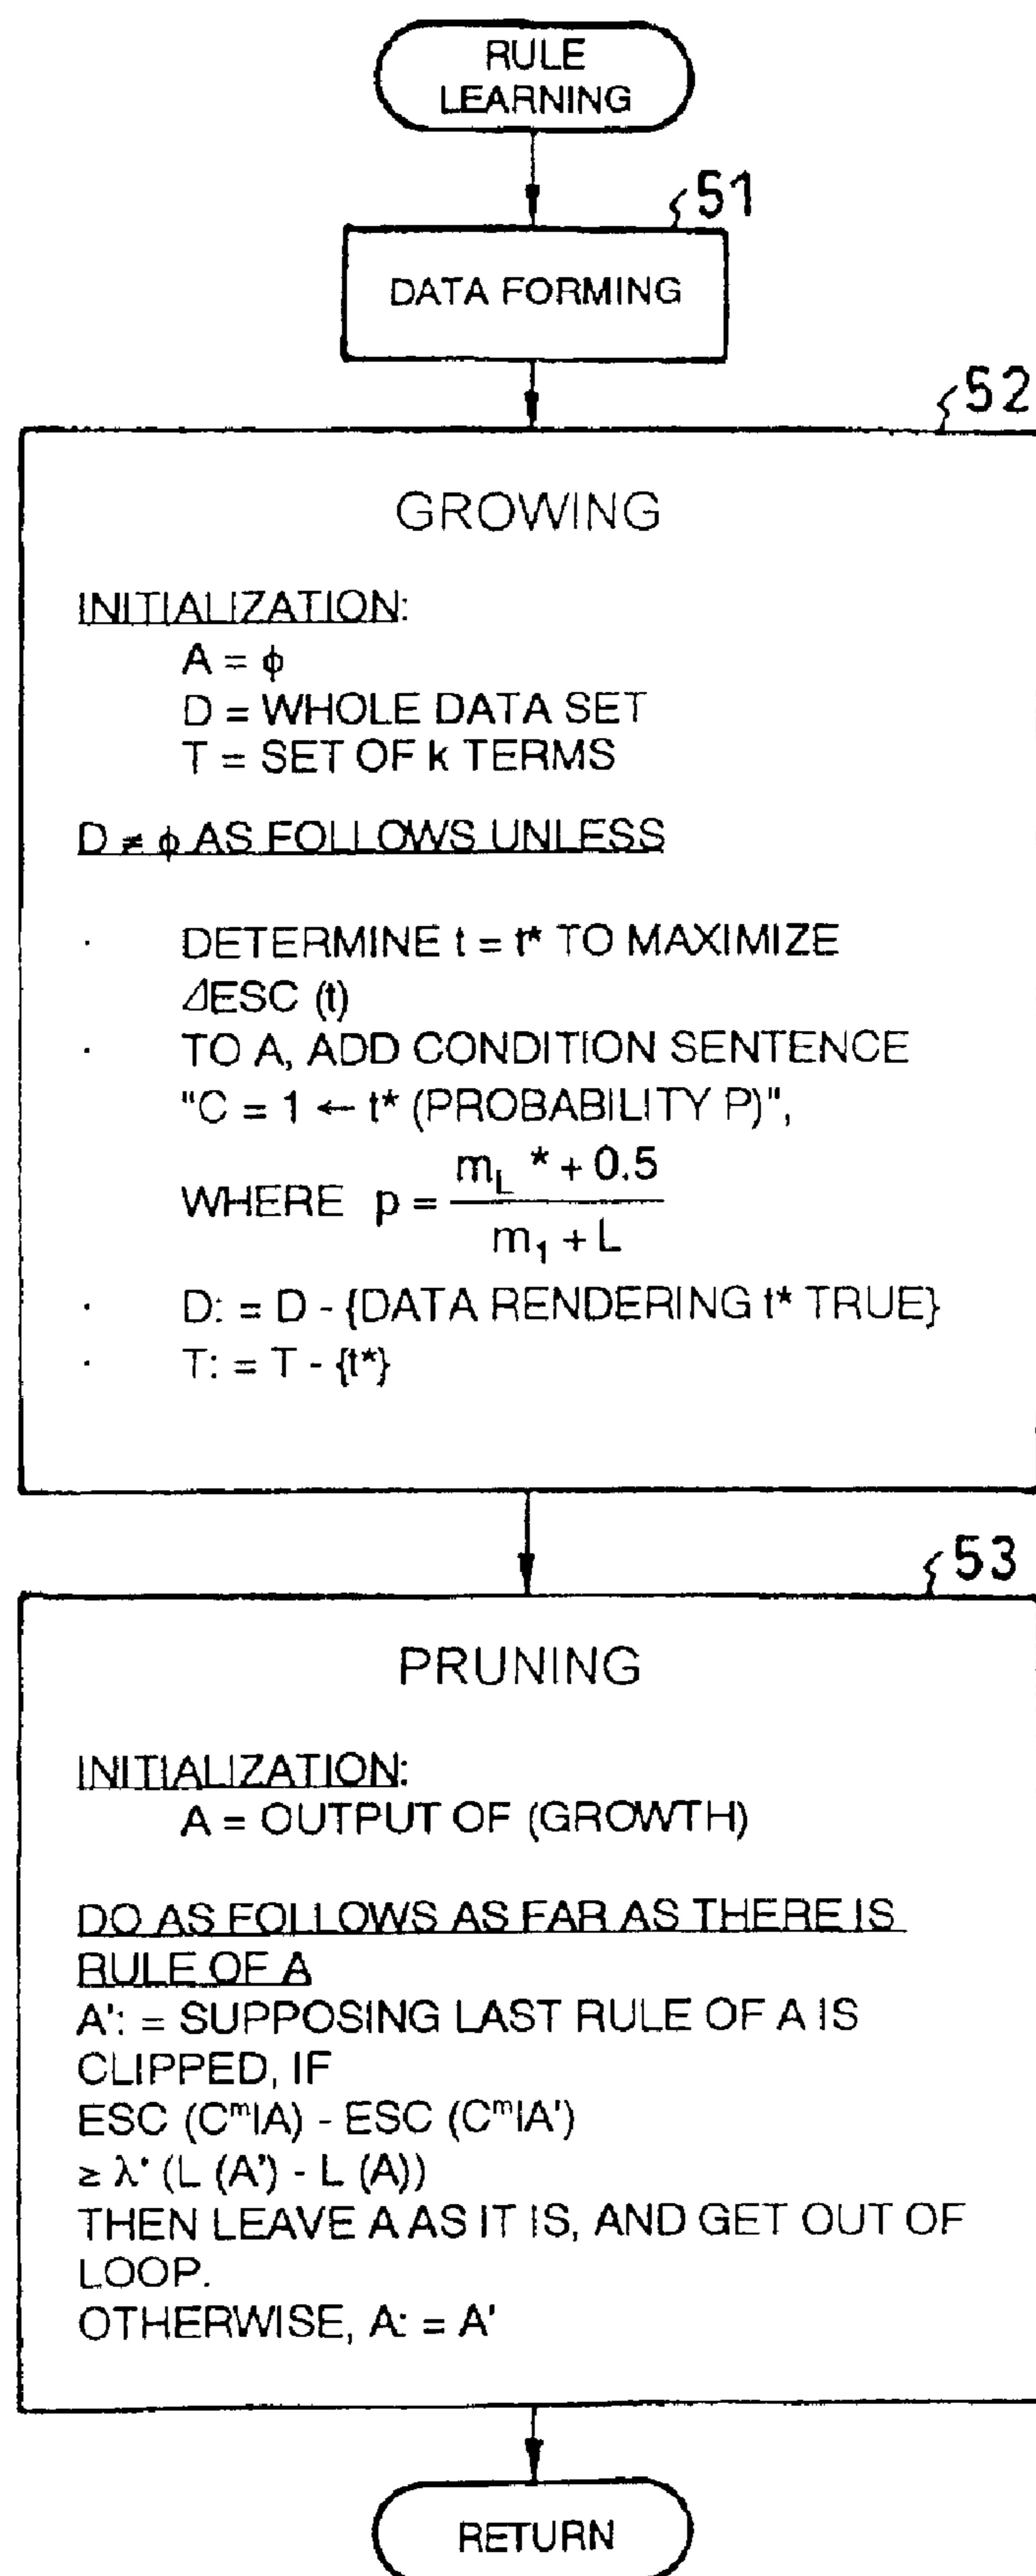 RULE
LEARNING
51
DATA FORMING
52
GROWING
INITIALIZATION:
A = ϕ
D = WHOLE DATA SET
T = SET OF k TERMS
D ≠ ϕ AS FOLLOWS UNLESS
· DETERMINE t = t* TO MAXIMIZE
ΔESC (t)
· TO A, ADD CONDITION SENTENCE
"C = 1 ← t* (PROBABILITY P)",
WHERE p = (m_L * + 0.5) / (m_1 + L)
· D: = D - {DATA RENDERING t* TRUE}
· T: = T - {t*}
53
PRUNING
INITIALIZATION:
A = OUTPUT OF (GROWTH)
DO AS FOLLOWS AS FAR AS THERE IS
RULE OF A
A': = SUPPOSING LAST RULE OF A IS
CLIPPED, IF
ESC (Cᵐ|A) - ESC (Cᵐ|A')
≥ λ' (L (A') - L (A))
THEN LEAVE A AS IT IS, AND GET OUT OF
LOOP.
OTHERWISE, A: = A'
RETURN